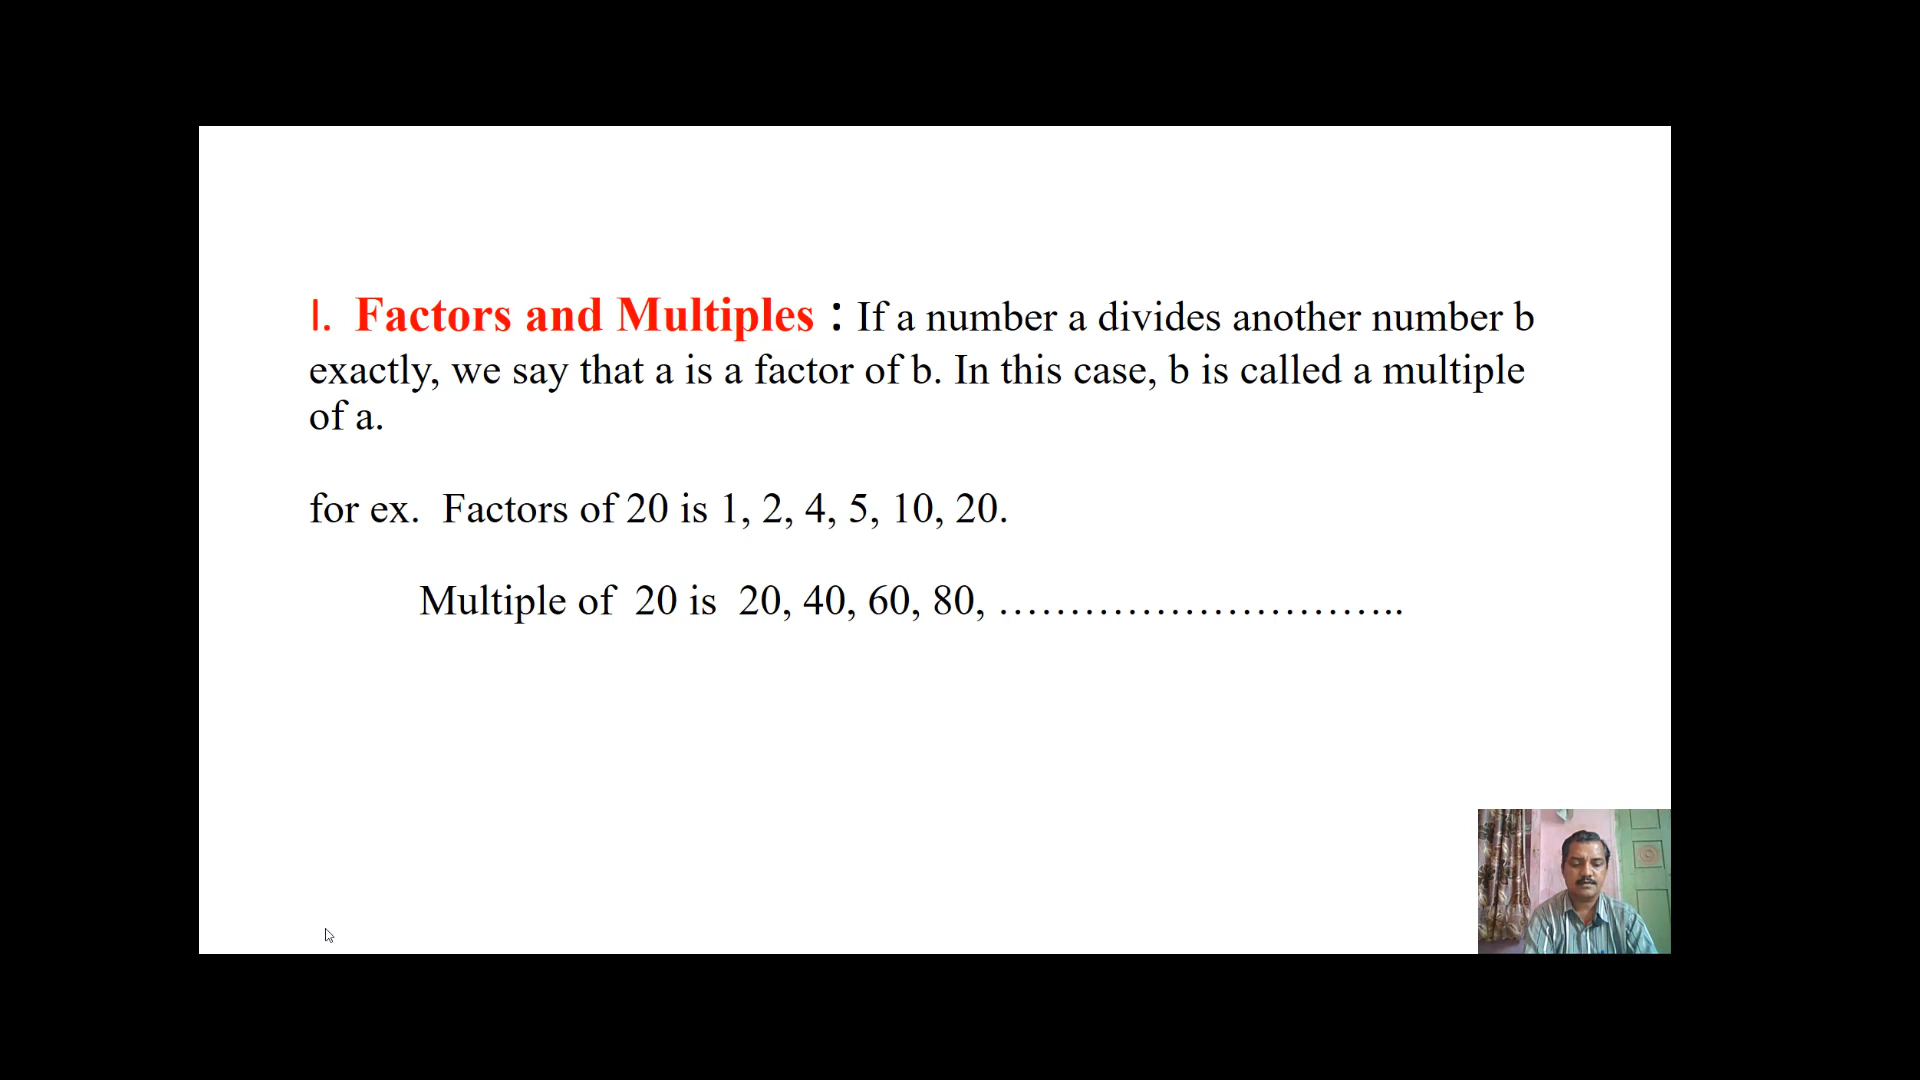 I. Factors and Multiples : If a number a divides another number b
exactly, we say that a is a factor of b. In this case, b is called a multiple
of a.
for ex. Factors of 20 is 1, 2, 4, 5, 10, 20.
Multiple of 20 is 20, 40, 60, 80, …………………………..